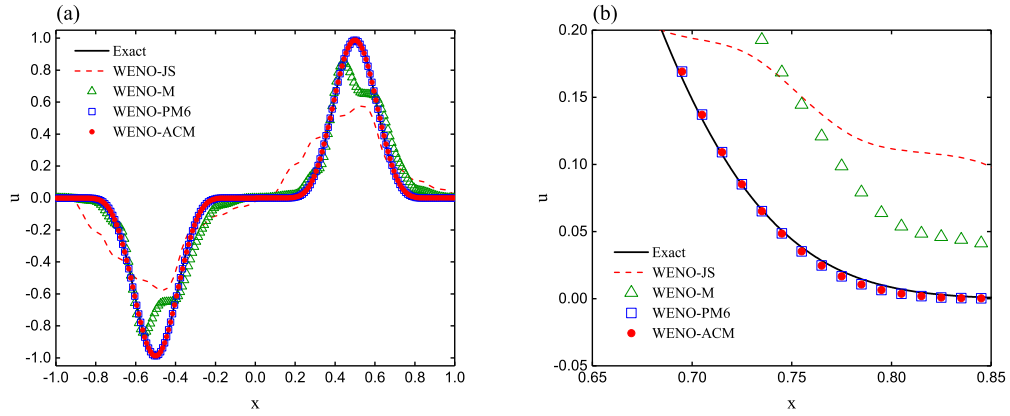 (a)
1.0
0.8
0.6
0.4
0.2
0.0
-0.2
-0.4
-0.6
-0.8
-1.0
u
Exact
WENO-JS
WENO-M
WENO-PM6
WENO-ACM
-1.0 -0.8 -0.6 -0.4 -0.2 0.0 0.2 0.4 0.6 0.8 1.0
x
(b)
0.20
0.15
0.10
0.05
0.00
-0.05
u
Exact
WENO-JS
WENO-M
WENO-PM6
WENO-ACM
0.65 0.70 0.75 0.80 0.85
x